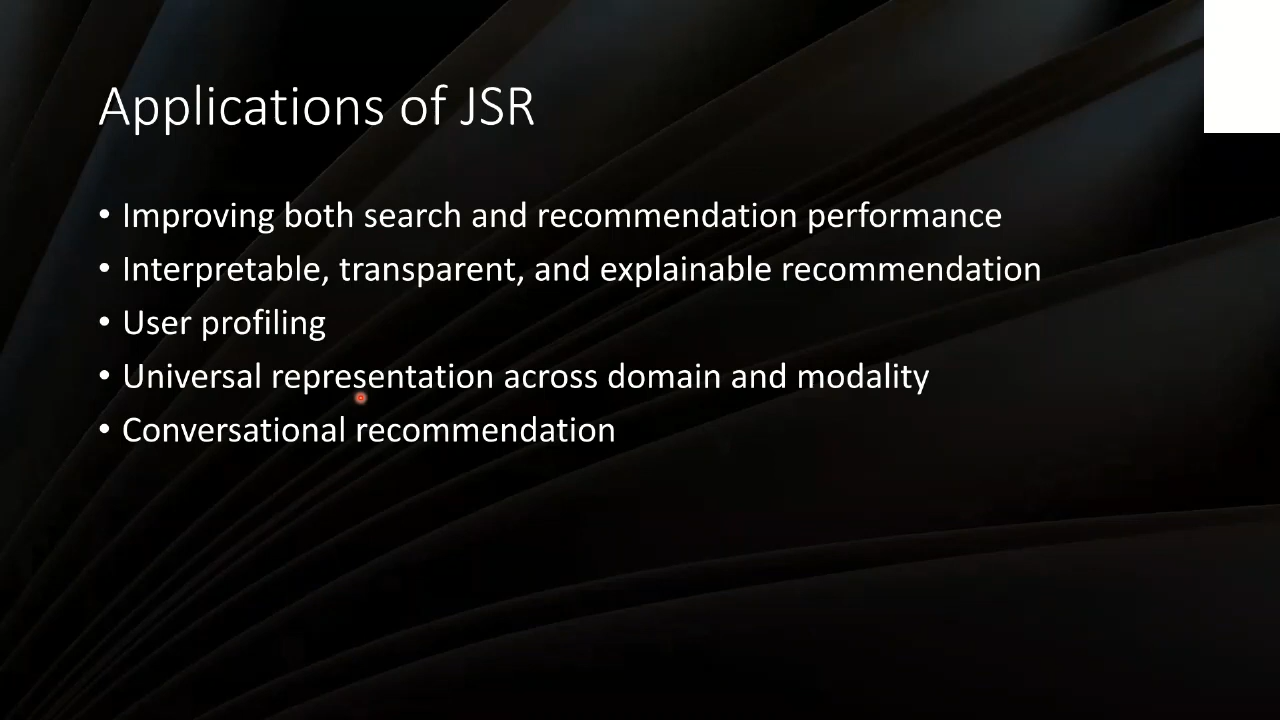 Applications of JSR
• Improving both search and recommendation performance
• Interpretable, transparent, and explainable recommendation
• User profiling
• Universal representation across domain and modality
• Conversational recommendation